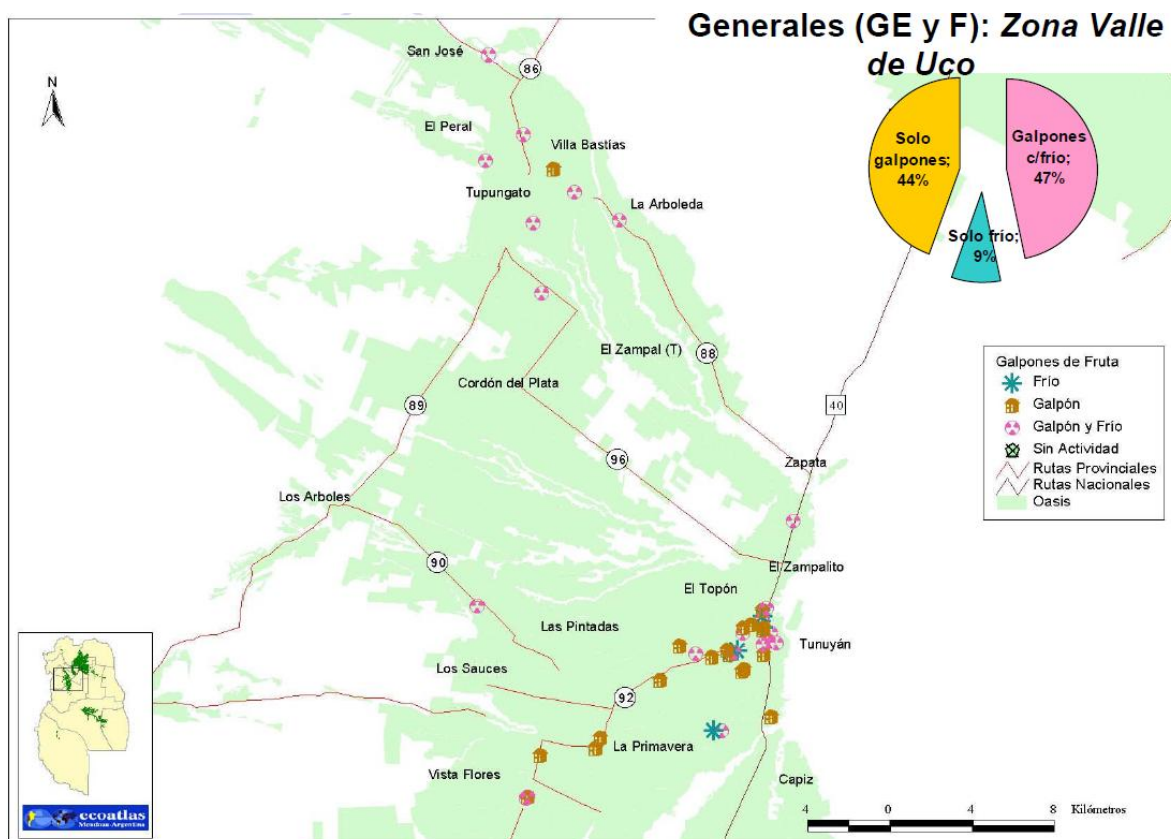 Generales (GE y F): Zona Valle
de Uco
Solo
galpones;
44%
Galpones
c/frío;
47%
Solo frío;
9%
N
San José
86
El Peral
Villa Bastías
Tupungato
La Arboleda
El Zampal (T)
88
Cordón del Plata
89
40
96
Zapata
Los Arboles
90
El Zampalito
El Topón
Las Pintadas
Tunuyán
Los Sauces
92
La Primavera
Vista Flores
Capiz
Galpones de Fruta
Frío
Galpón
Galpón y Frío
Sin Actividad
Rutas Provinciales
Rutas Nacionales
Oasis
ecoatlas
Mendoza-Argentina
4 0 4 8 Kilómetros